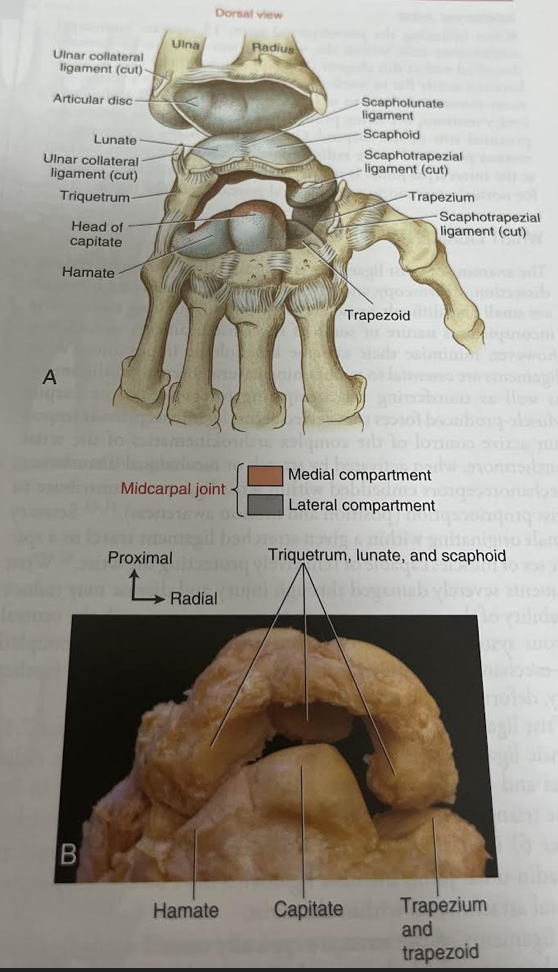 Dorsal view
Ulna
Radius
Ulnar collateral
ligament (cut)
Articular disc
Lunate
Ulnar collateral
ligament (cut)
Triquetrum
Head of
capitate
Hamate
Scapholunate
ligament
Scaphoid
Scaphotrapezial
ligament (cut)
Trapezium
Scaphotrapezial
ligament (cut)
Trapezoid
A
Midcarpal joint
Medial compartment
Lateral compartment
Proximal
Radial
Triquetrum, lunate, and scaphoid
B
Hamate
Capitate
Trapezium
and
trapezoid